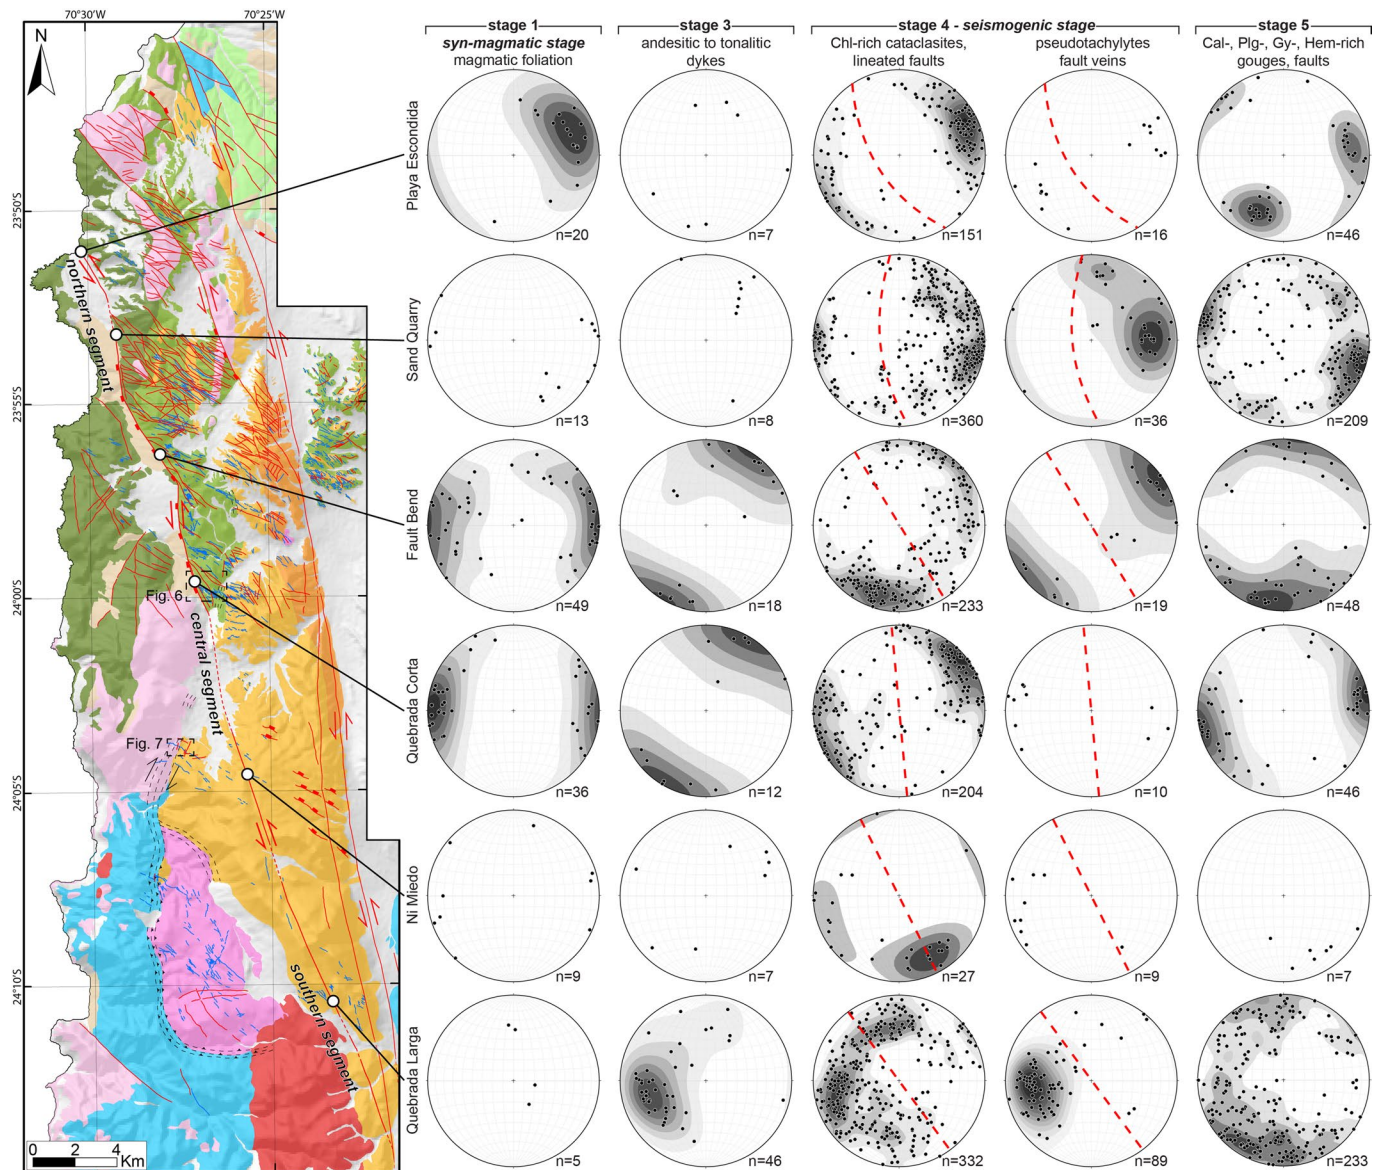 70°30'W
70°25'W
N
23°50'S
23°55'S
24°00'S
24°05'S
24°10'S
northern segment
central segment
southern segment
Fig. 6
Fig. 7
0 2 4
Km
stage 1
stage 3
stage 4 - seismogenic stage
stage 5
syn-magmatic stage
magmatic foliation
andesitic to tonalitic
dykes
Chl-rich cataclasites,
lineated faults
pseudotachylytes
fault veins
Cal-, Plg-, Gy-, Hem-rich
gouges, faults
Playa Escondida
n=20
n=7
n=151
n=16
n=46
Sand Quarry
n=13
n=8
n=360
n=36
n=209
Fault Bend
n=49
n=18
n=233
n=19
n=48
Quebrada Corta
n=36
n=12
n=204
n=10
n=46
Ni Miedo
n=9
n=7
n=27
n=9
n=7
Quebrada Larga
n=5
n=46
n=332
n=89
n=233